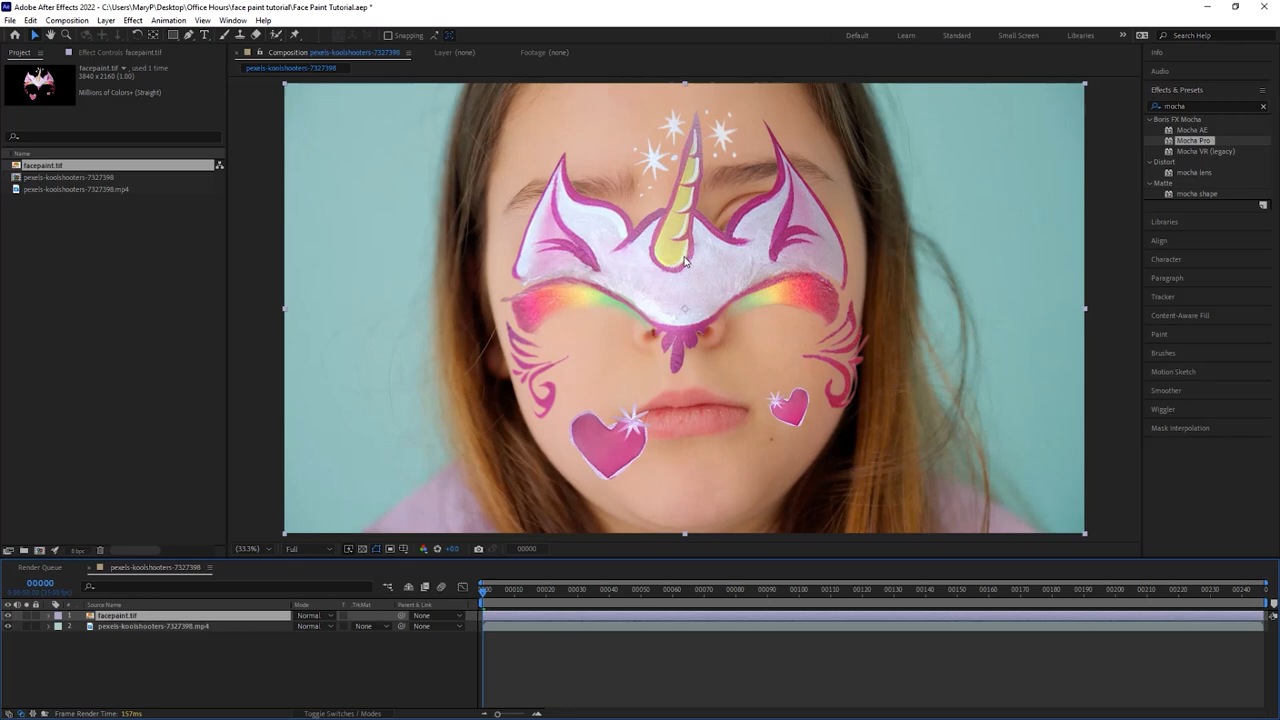 Adobe After Effects 2022 - C:\Users\MaryP\Desktop\Office Hours\face paint tutorial\Face Paint Tutorial.aep *
File Edit Composition Layer Effect Animation View Window Help
Snapping
Default Learn Standard Small Screen Libraries Search Help
Project Effect Controls facepaint.tif
Composition pexels-koolshooters-7327398 Layer (none) Footage (none)
pexels-koolshooters-7327398
facepaint.tif , used 1 time
3840 x 2160 (1.00)
Millions of Colors+ (Straight)
Name
facepaint.tif
pexels-koolshooters-7327398
pexels-koolshooters-7327398.mp4
8 bpc
Info
Audio
Effects & Presets
mocha
Boris FX Mocha
Mocha AE
Mocha Pro
Mocha VR (legacy)
Distort
mocha lens
Matte
mocha shape
Libraries
Align
Character
Paragraph
Tracker
Content-Aware Fill
Paint
Brushes
Motion Sketch
Smoother
Wiggler
Mask Interpolation
(33.3%) Full +0.0 00000
Render Queue pexels-koolshooters-7327398
00000
00010 00020 00030 00040 00050 00060 00070 00080 00090 00100 00110 00120 00130 00140 00150 00160 00170 00180 00190 00200 00210 00220 00230 00240
# Source Name Mode T TrkMat Parent & Link
1 facepaint.tif Normal None
2 pexels-koolshooters-7327398.mp4 Normal None None
Frame Render Time: 157ms Toggle Switches / Modes